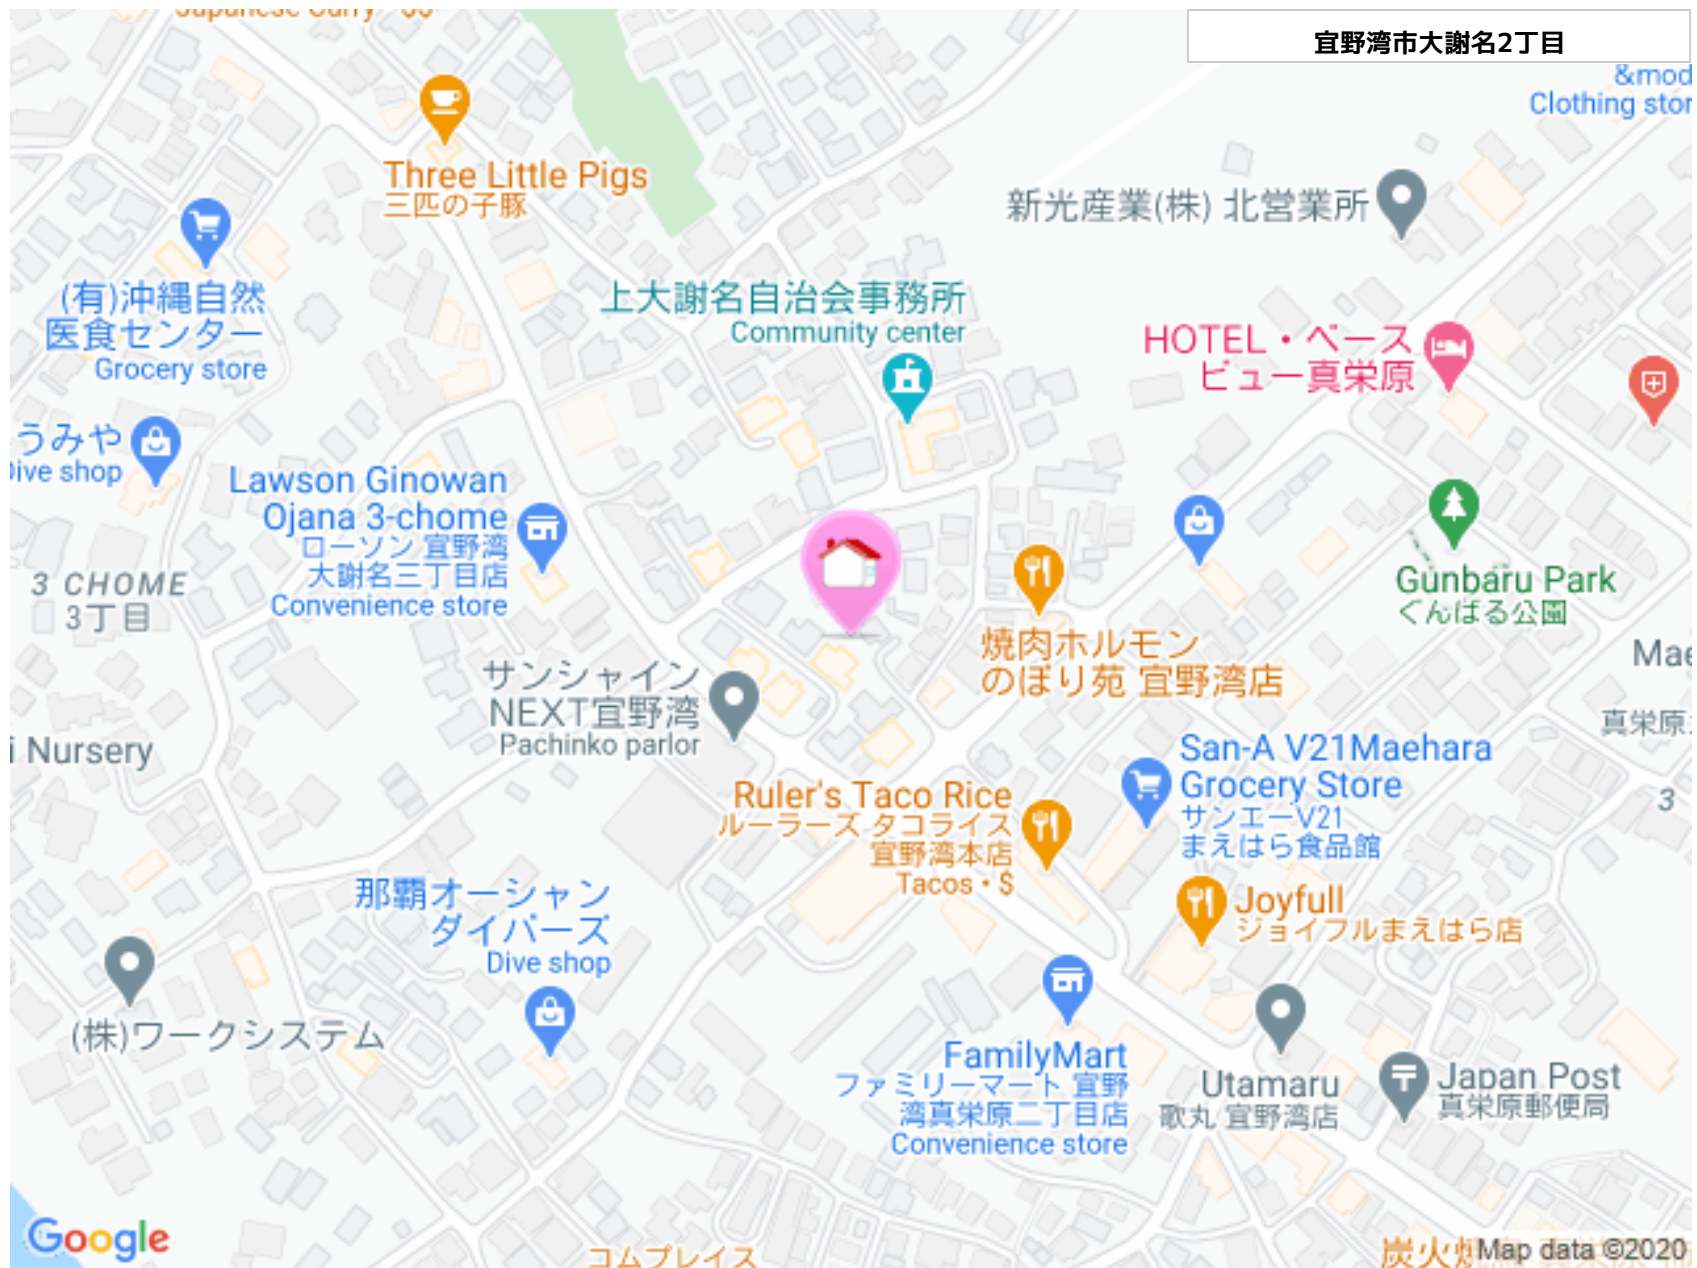 Japanese Curry · $$
宜野湾市大謝名2丁目
&mod
Clothing stor
Three Little Pigs
三匹の子豚
新光産業(株) 北営業所
(有)沖縄自然
医食センター
Grocery store
上大謝名自治会事務所
Community center
HOTEL・ベース
ビュー真栄原
うみや
Dive shop
Lawson Ginowan
Ojana 3-chome
ローソン 宜野湾
大謝名三丁目店
Convenience store
3 CHOME
3丁目
Gunbaru Park
ぐんばる公園
焼肉ホルモン
のぼり苑 宜野湾店
Mae
真栄原
サンシャイン
NEXT宜野湾
Pachinko parlor
i Nursery
San-A V21Maehara
Grocery Store
サンエーV21
まえはら食品館
3
Ruler's Taco Rice
ルーラーズ タコライス
宜野湾本店
Tacos · $
那覇オーシャン
ダイバーズ
Dive shop
Joyfull
ジョイフルまえはら店
(株)ワークシステム
FamilyMart
ファミリーマート 宜野
湾真栄原二丁目店
Convenience store
Utamaru
歌丸 宜野湾店
Japan Post
真栄原郵便局
Google
コムプレイス
炭火焼
Map data ©2020